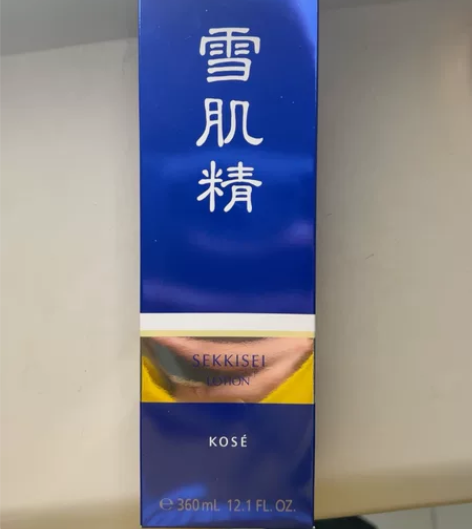 雪
肌
精
SEKKISEI
LOTION
KOSÉ
℮ 360mL 12.1 FL. OZ.